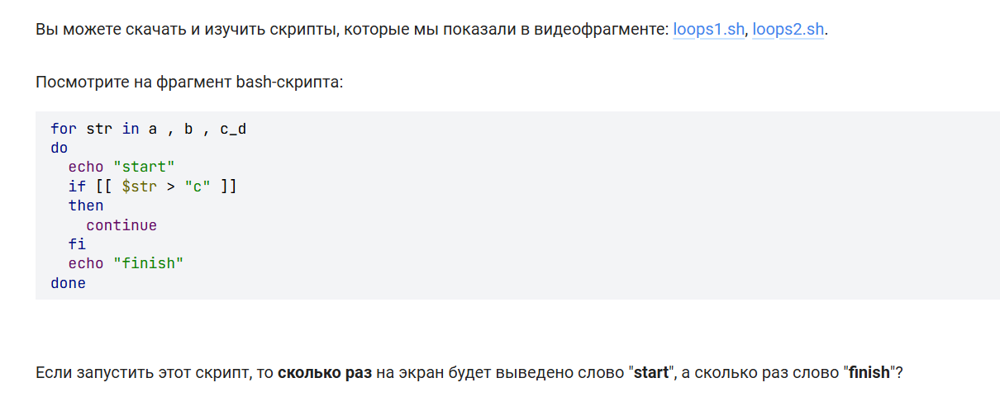 Вы можете скачать и изучить скрипты, которые мы показали в видеофрагменте: loops1.sh, loops2.sh.
Посмотрите на фрагмент bash-скрипта:
for str in a , b , c_d
do
  echo "start"
  if [[ $str > "c" ]]
  then
    continue
  fi
  echo "finish"
done
Если запустить этот скрипт, то сколько раз на экран будет выведено слово "start", а сколько раз слово "finish"?